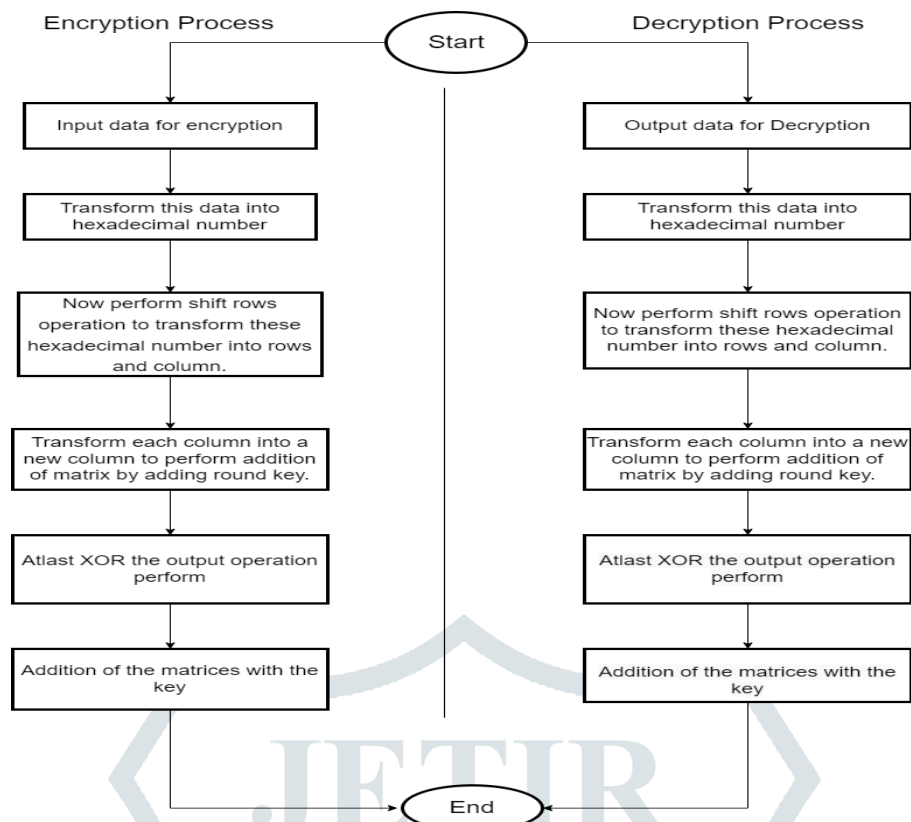 Encryption Process
Start
Decryption Process
Input data for encryption
Transform this data into
hexadecimal number
Now perform shift rows
operation to transform these
hexadecimal number into rows
and column.
Transform each column into a
new column to perform addition
of matrix by adding round key.
Atlast XOR the output operation
perform
Addition of the matrices with the
key
Output data for Decryption
Transform this data into
hexadecimal number
Now perform shift rows operation
to transform these hexadecimal
number into rows and column.
Transform each column into a new
column to perform addition of
matrix by adding round key.
Atlast XOR the output operation
perform
Addition of the matrices with the
key
JETIR
End